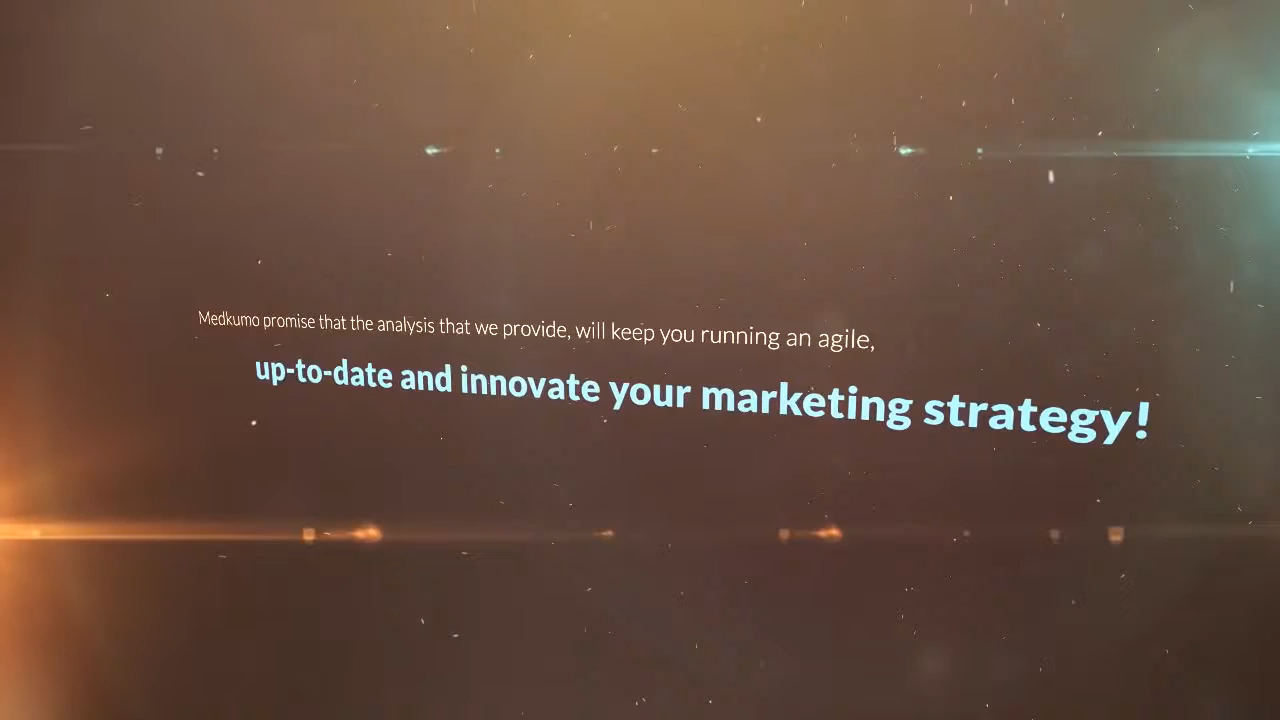 Medkumo promise that the analysis that we provide, will keep you running an agile,
up-to-date and innovate your marketing strategy!